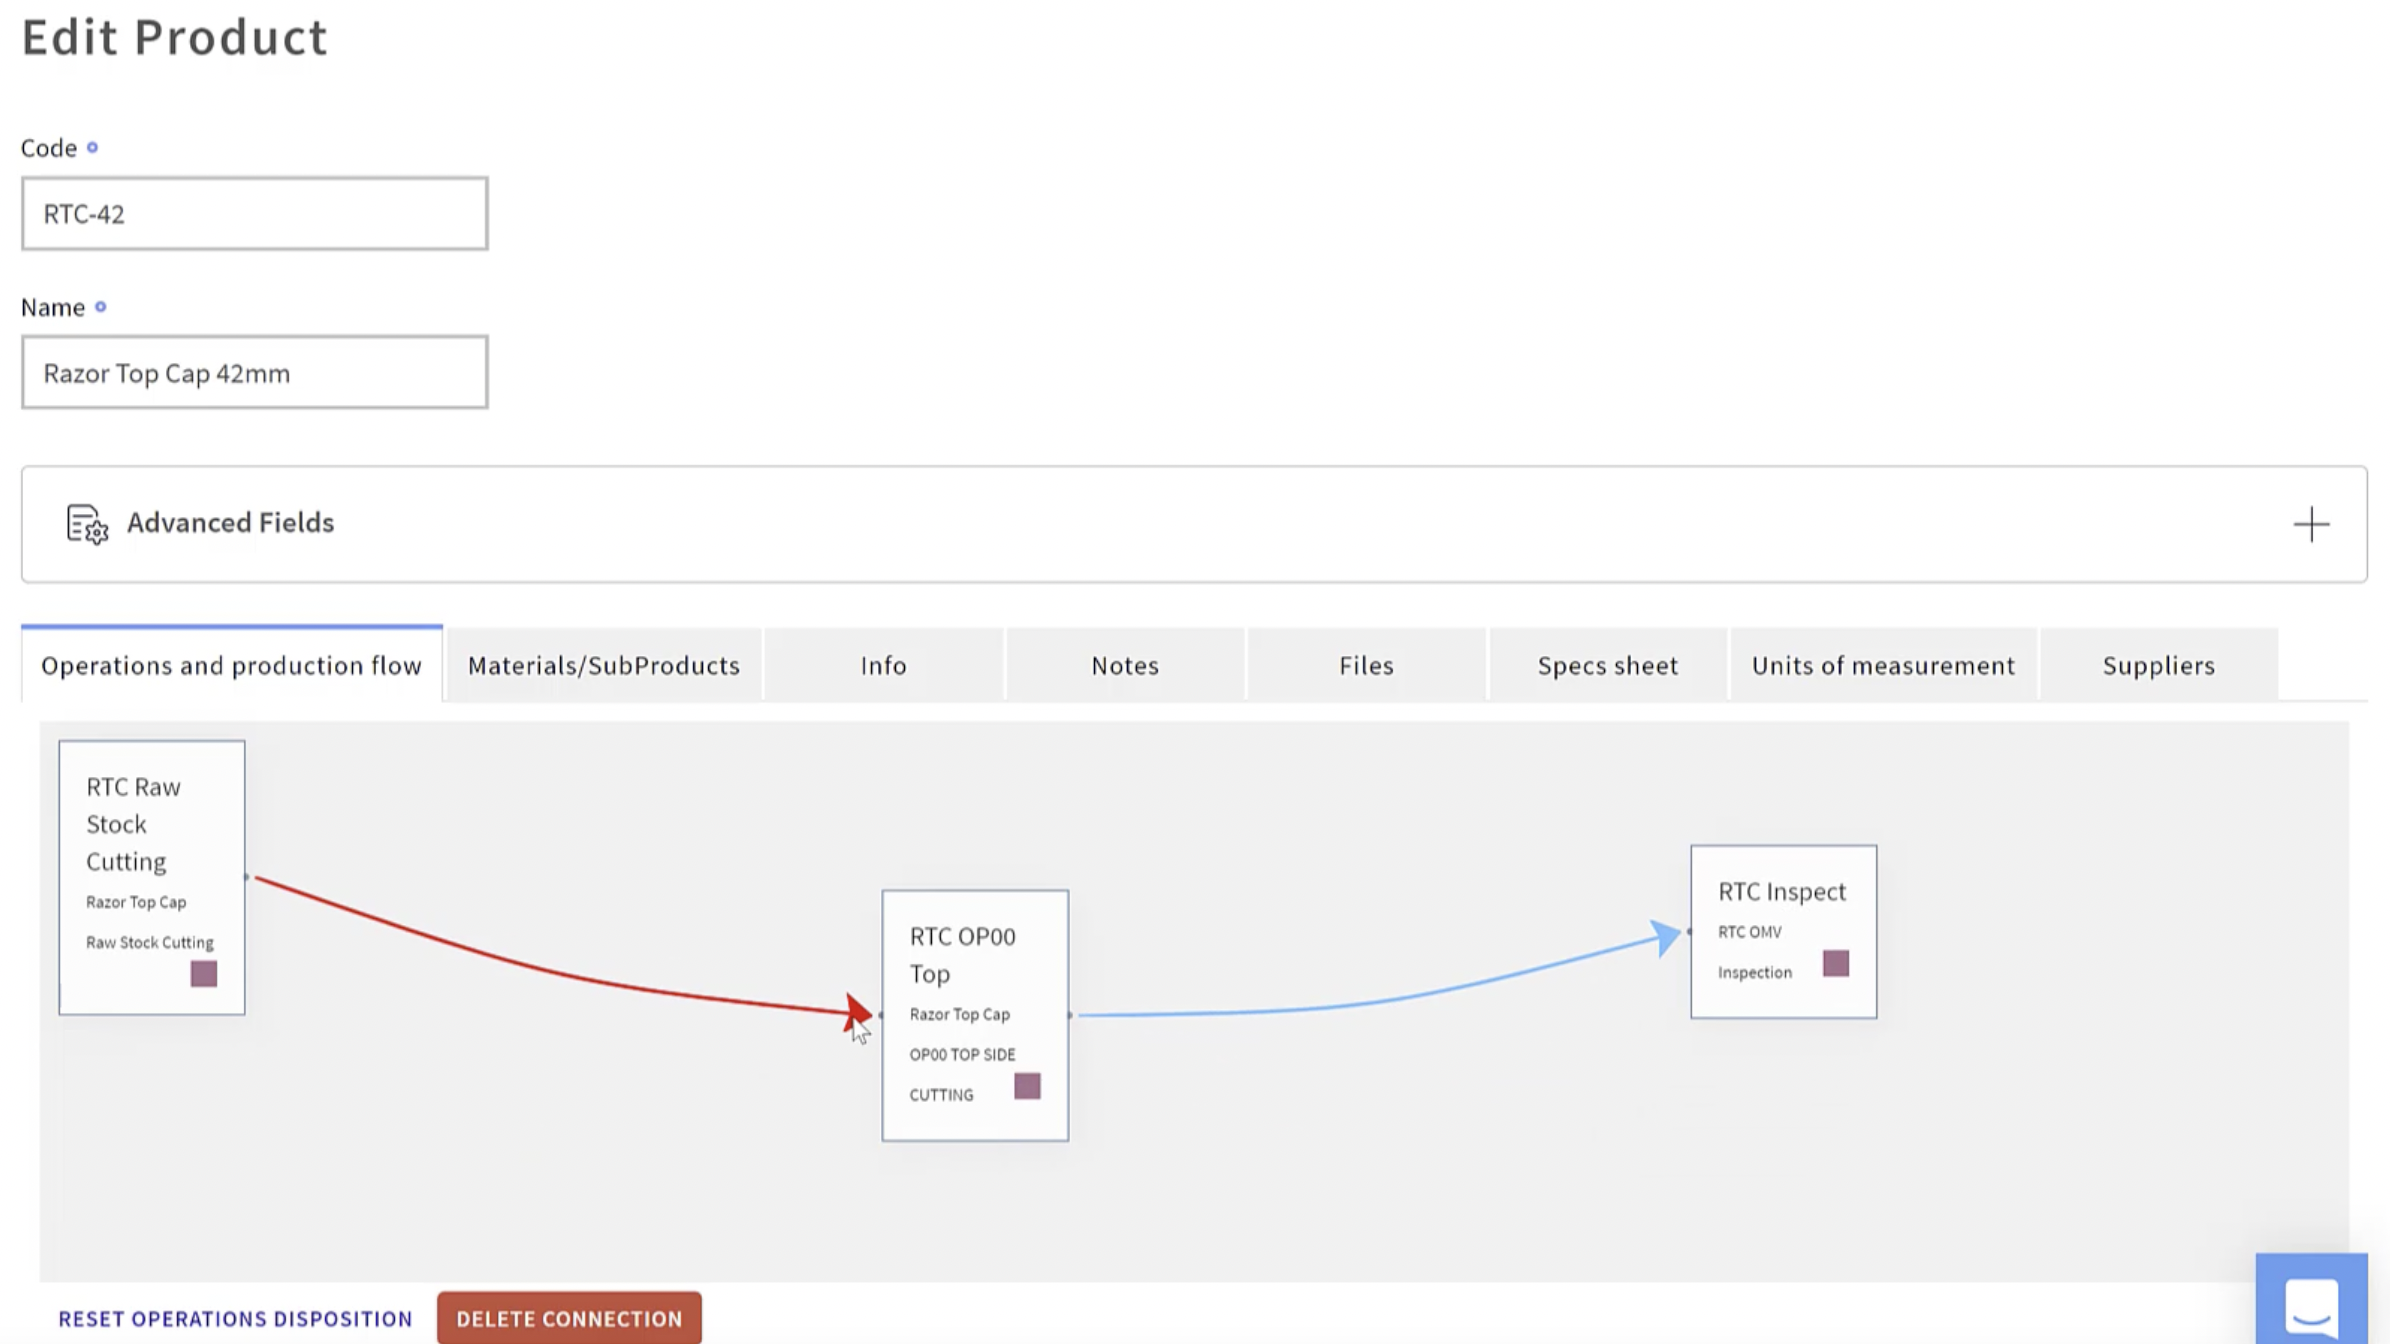 Edit Product
Code
RTC-42
Name
Razor Top Cap 42mm
Advanced Fields
Operations and production flow
Materials/SubProducts
Info
Notes
Files
Specs sheet
Units of measurement
Suppliers
RTC Raw
Stock
Cutting
Razor Top Cap
Raw Stock Cutting
RTC OP00
Top
Razor Top Cap
OP00 TOP SIDE
CUTTING
RTC Inspect
RTC OMV
Inspection
RESET OPERATIONS DISPOSITION
DELETE CONNECTION